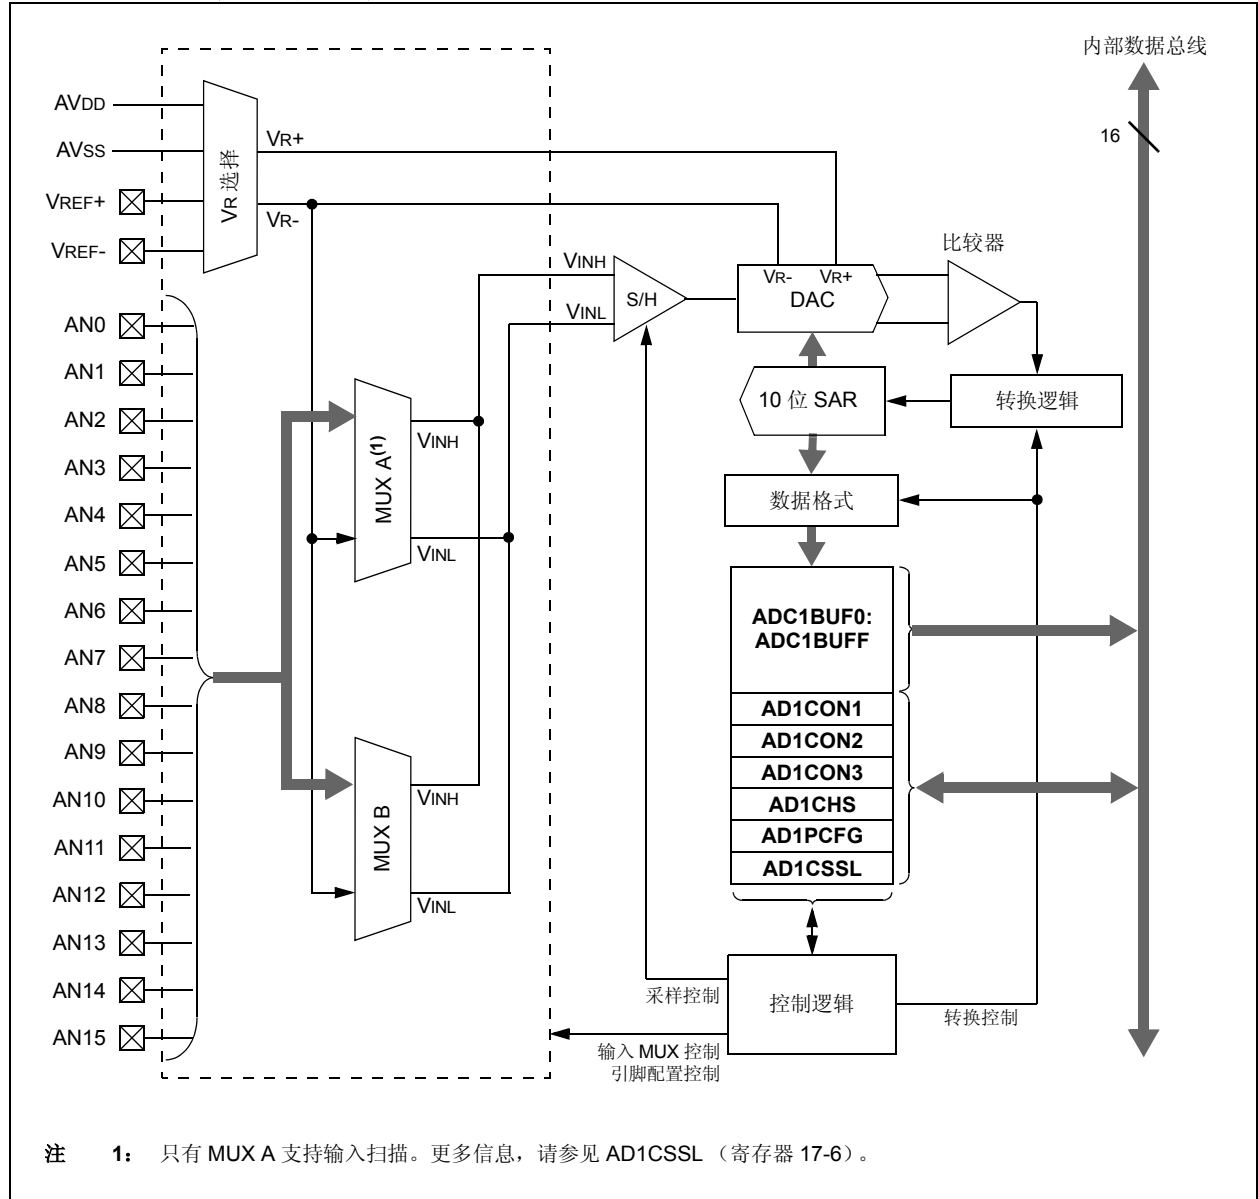 内部数据总线
AVDD
AVSS
VREF+
VREF-
VR 选择
VR+
VR-
16
比较器
VINH
VINL
S/H
VR- VR+
DAC
AN0
AN1
AN2
AN3
AN4
AN5
AN6
AN7
AN8
AN9
AN10
AN11
AN12
AN13
AN14
AN15
MUX A(1)
VINH
VINL
MUX B
VINH
VINL
10 位 SAR
转换逻辑
数据格式
ADC1BUF0:
ADC1BUFF
AD1CON1
AD1CON2
AD1CON3
AD1CHS
AD1PCFG
AD1CSSL
控制逻辑
采样控制
转换控制
输入 MUX 控制
引脚配置控制
注 1： 只有 MUX A 支持输入扫描。更多信息，请参见 AD1CSSL （寄存器 17-6）。